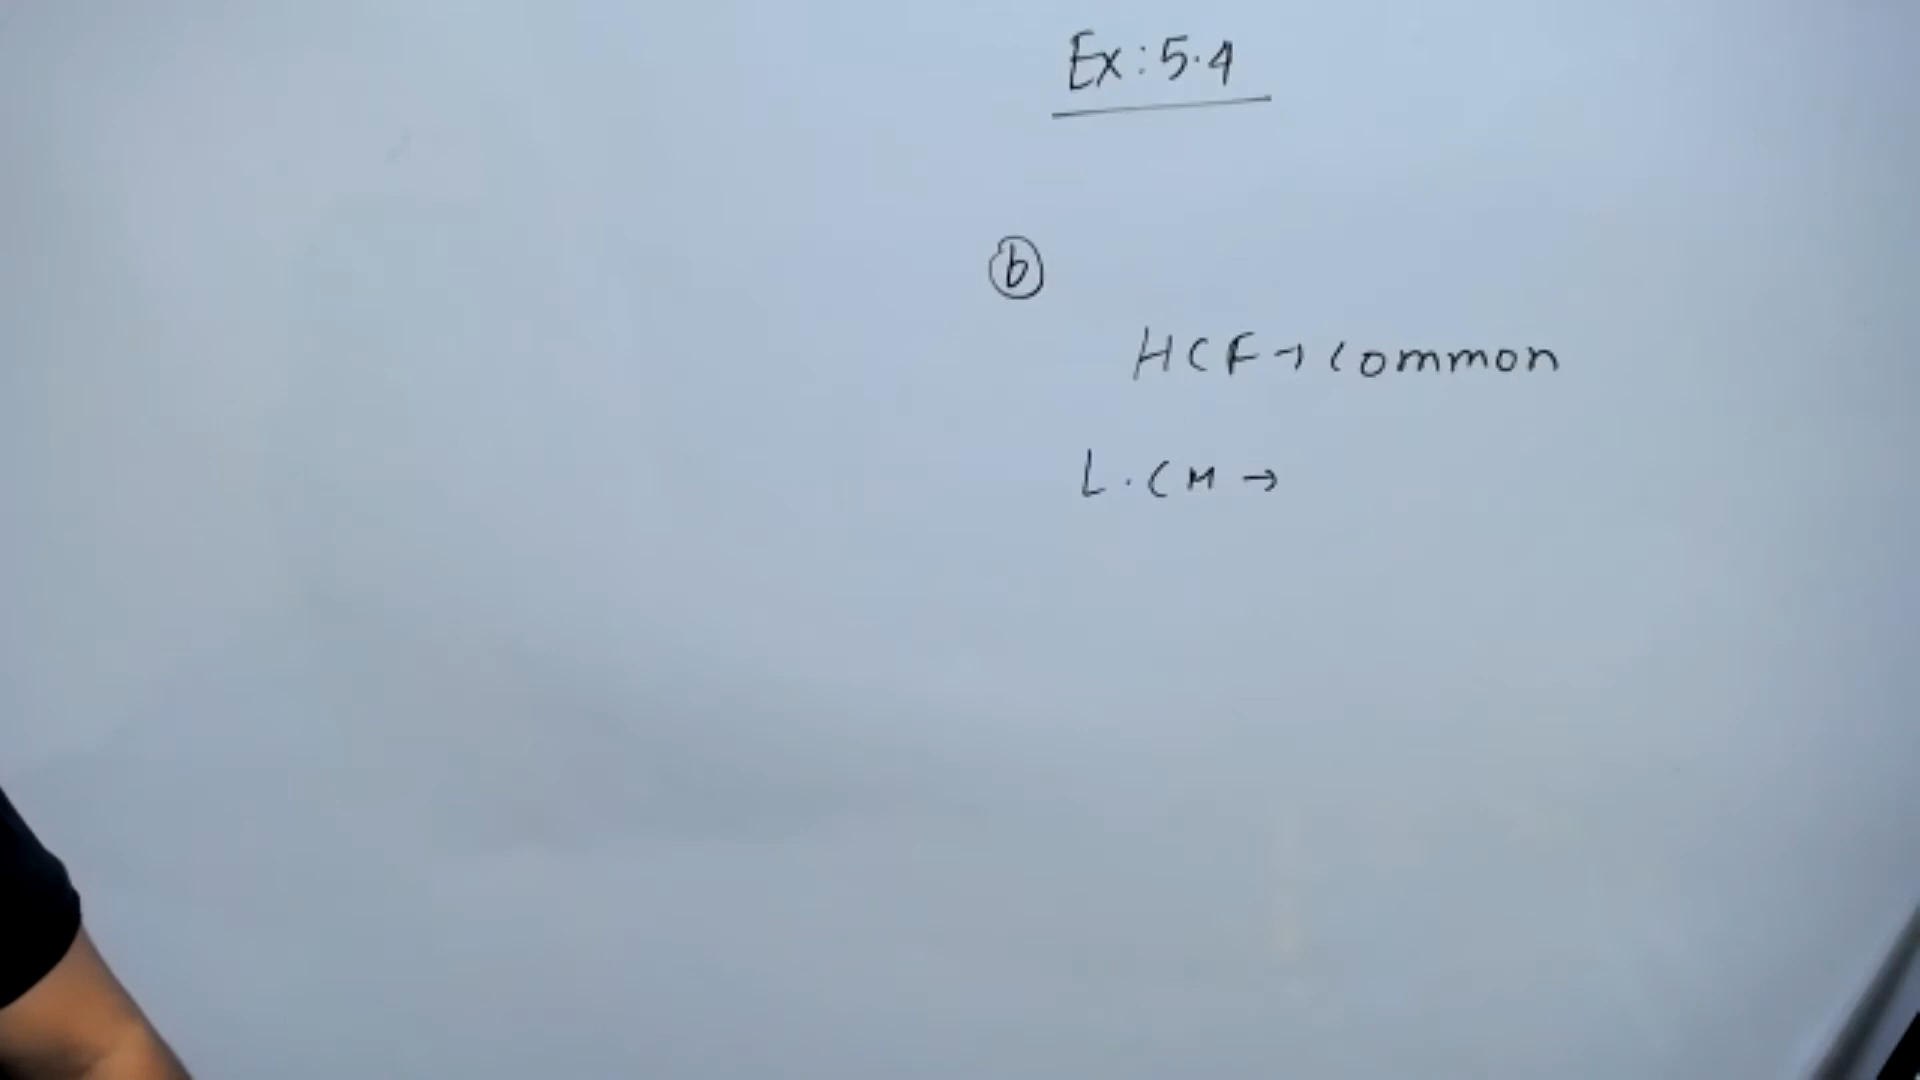 Ex: 5.4
b
HCF → common
L.CM →